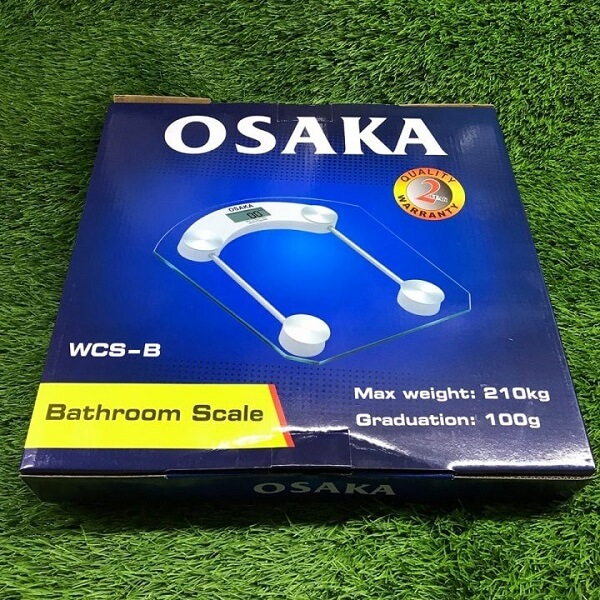 OSAKA
QUALITY
2
WARRANTY
OSAKA
WCS-B
Bathroom Scale
Max weight: 210kg
Graduation: 100g
OSAKA